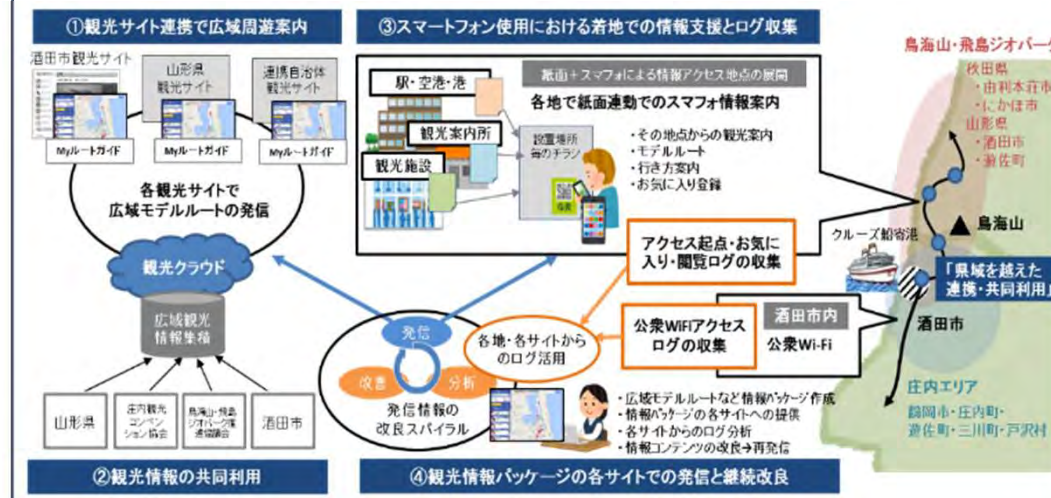 ①観光サイト連携で広域周遊案内
酒田市観光サイト
山形県
観光サイト
連携自治体
観光サイト
Myルートガイド
Myルートガイド
Myルートガイド
各観光サイトで
広域モデルルートの発信
観光クラウド
広域観光
情報集積
山形県
庄内観光
コンベン
ション協会
鳥海山・飛島
ジオパーク推
進協議会
酒田市
②観光情報の共同利用
③スマートフォン使用における着地での情報支援とログ収集
駅・空港・港
観光案内所
観光施設
紙面+スマフォによる情報アクセス地点の展開
各地で紙面連動でのスマフォ情報案内
設置場所
毎のチラシ
・その地点からの観光案内
・モデルルート
・行き方案内
・お気に入り登録
アクセス起点・お気に
入り・閲覧ログの収集
公衆WiFiアクセス
ログの収集
酒田市内
公衆Wi-Fi
発信
改善
分析
発信情報の
改良スパイラル
各地・各サイトから
のログ活用
・広域モデルルートなど情報パッケージ作成
・情報パッケージの各サイトへの提供
・各サイトからのログ分析
・情報コンテンツの改良→再発信
④観光情報パッケージの各サイトでの発信と継続改良
鳥海山・飛島ジオパーク
秋田県
・由利本荘市
・にかほ市
山形県
・酒田市
・遊佐町
鳥海山
クルーズ船寄港
「県域を越えた
連携・共同利用」
酒田市
庄内エリア
鶴岡市・庄内町・
遊佐町・三川町・戸沢村